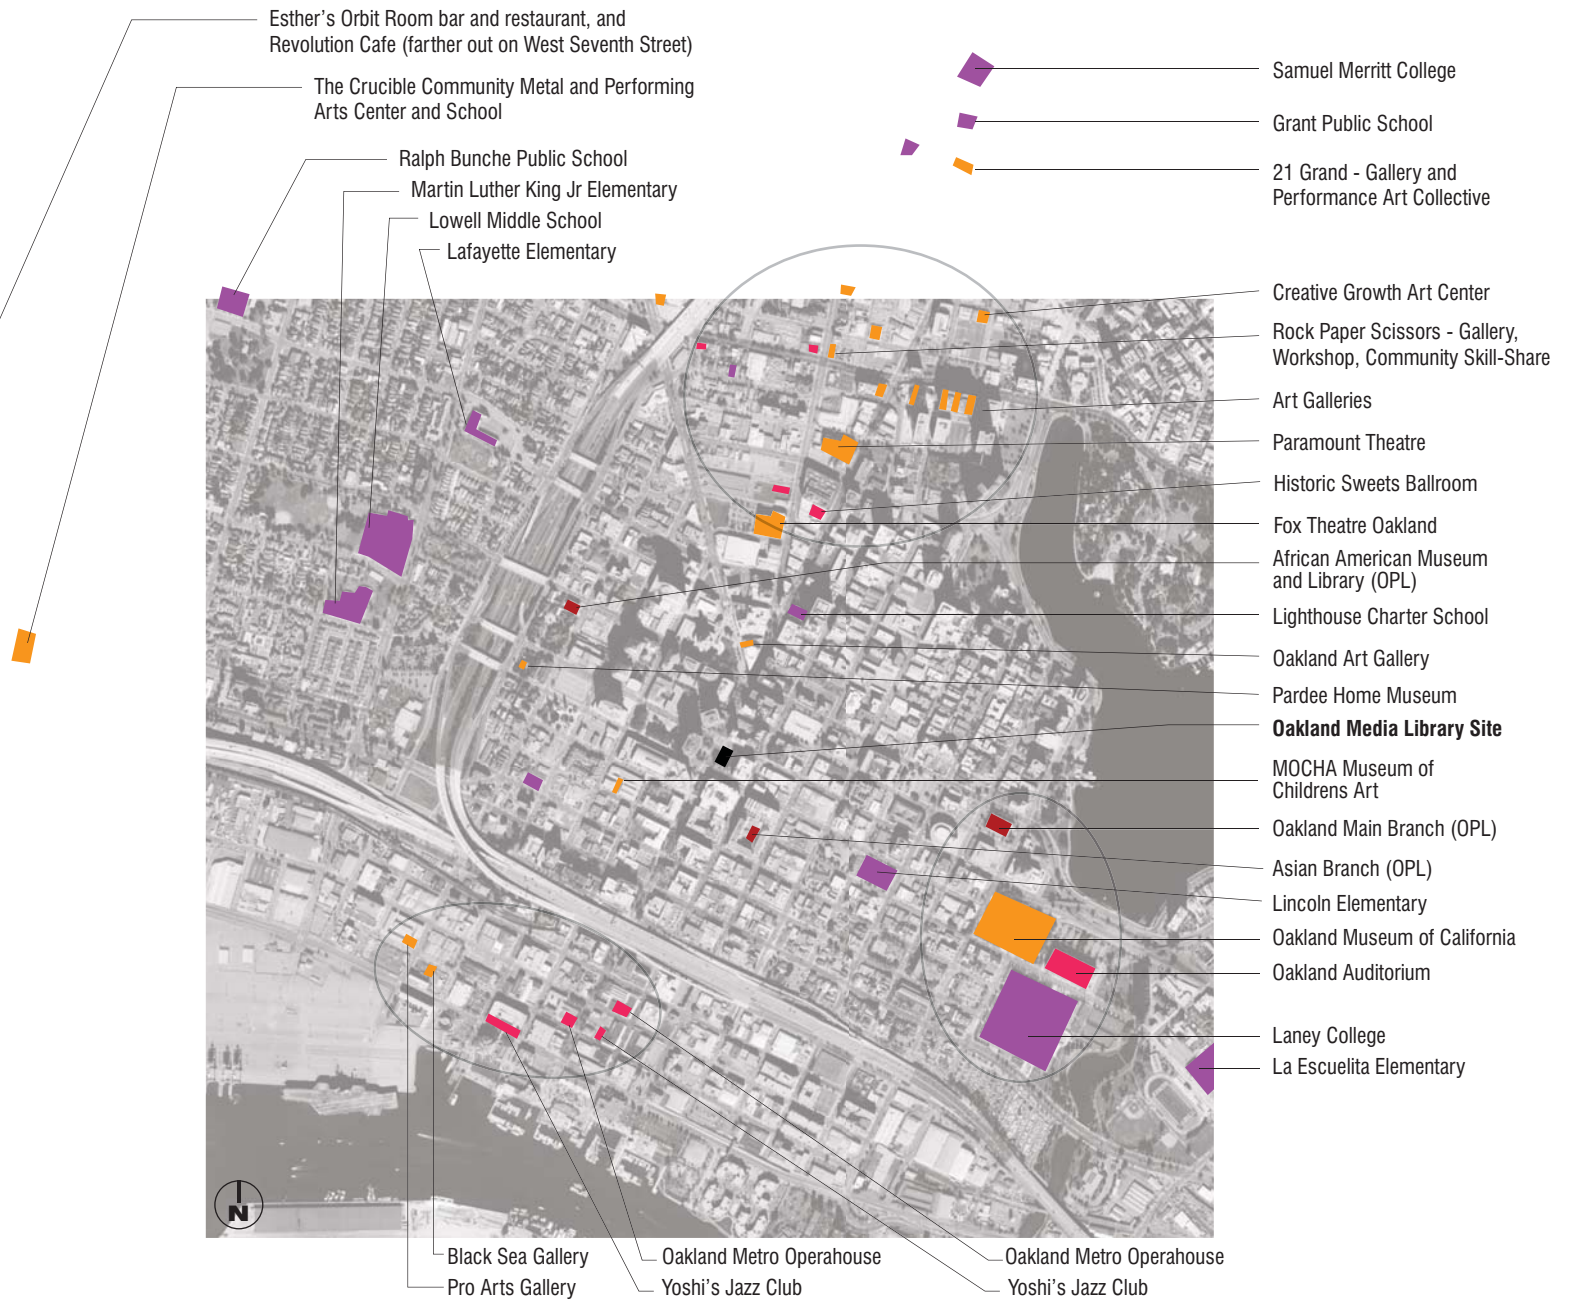 Esther's Orbit Room bar and restaurant, and
Revolution Cafe (farther out on West Seventh Street)
The Crucible Community Metal and Performing
Arts Center and School
Ralph Bunche Public School
Martin Luther King Jr Elementary
Lowell Middle School
Lafayette Elementary
Samuel Merritt College
Grant Public School
21 Grand - Gallery and
Performance Art Collective
Creative Growth Art Center
Rock Paper Scissors - Gallery,
Workshop, Community Skill-Share
Art Galleries
Paramount Theatre
Historic Sweets Ballroom
Fox Theatre Oakland
African American Museum
and Library (OPL)
Lighthouse Charter School
Oakland Art Gallery
Pardee Home Museum
Oakland Media Library Site
MOCHA Museum of
Childrens Art
Oakland Main Branch (OPL)
Asian Branch (OPL)
Lincoln Elementary
Oakland Museum of California
Oakland Auditorium
Laney College
La Escuelita Elementary
N
Black Sea Gallery
Pro Arts Gallery
Oakland Metro Operahouse
Yoshi's Jazz Club
Oakland Metro Operahouse
Yoshi's Jazz Club